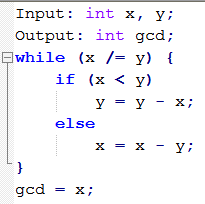 Input: int x, y;
Output: int gcd;
while (x /= y) {
if (x < y)
y = y - x;
else
x = x - y;
}
gcd = x;